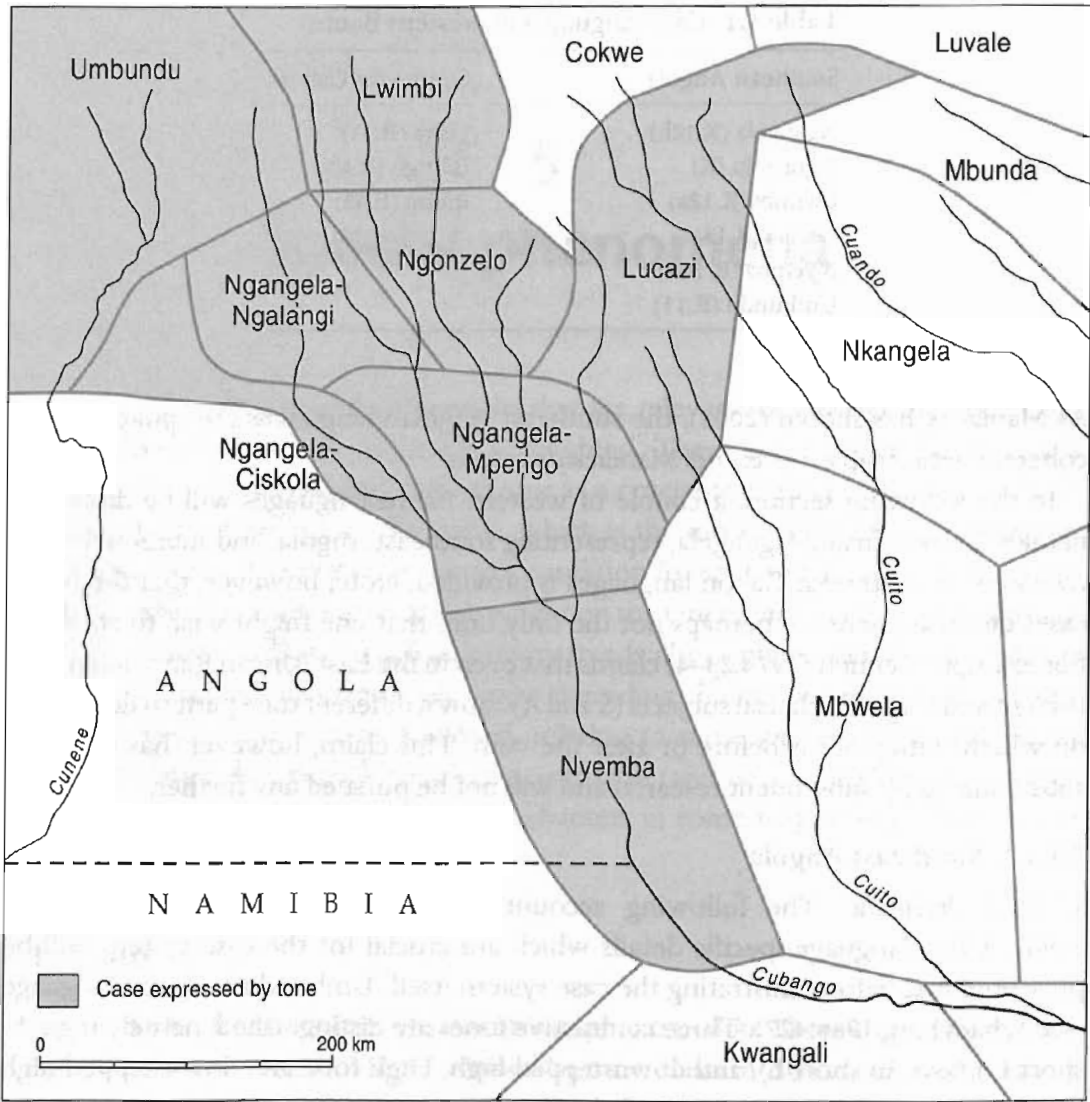 Umbundu
Lwimbi
Cokwe
Luvale
Mbunda
Cuando
Ngangela-
Ngalangi
Ngonzelo
Lucazi
Nkangela
Ngangela-
Ciskola
Ngangela-
Mpengo
Cuito
ANGOLA
Cunene
Nyemba
Mbwela
NAMIBIA
Cuito
Cubango
Case expressed by tone
0 200 km
Kwangali